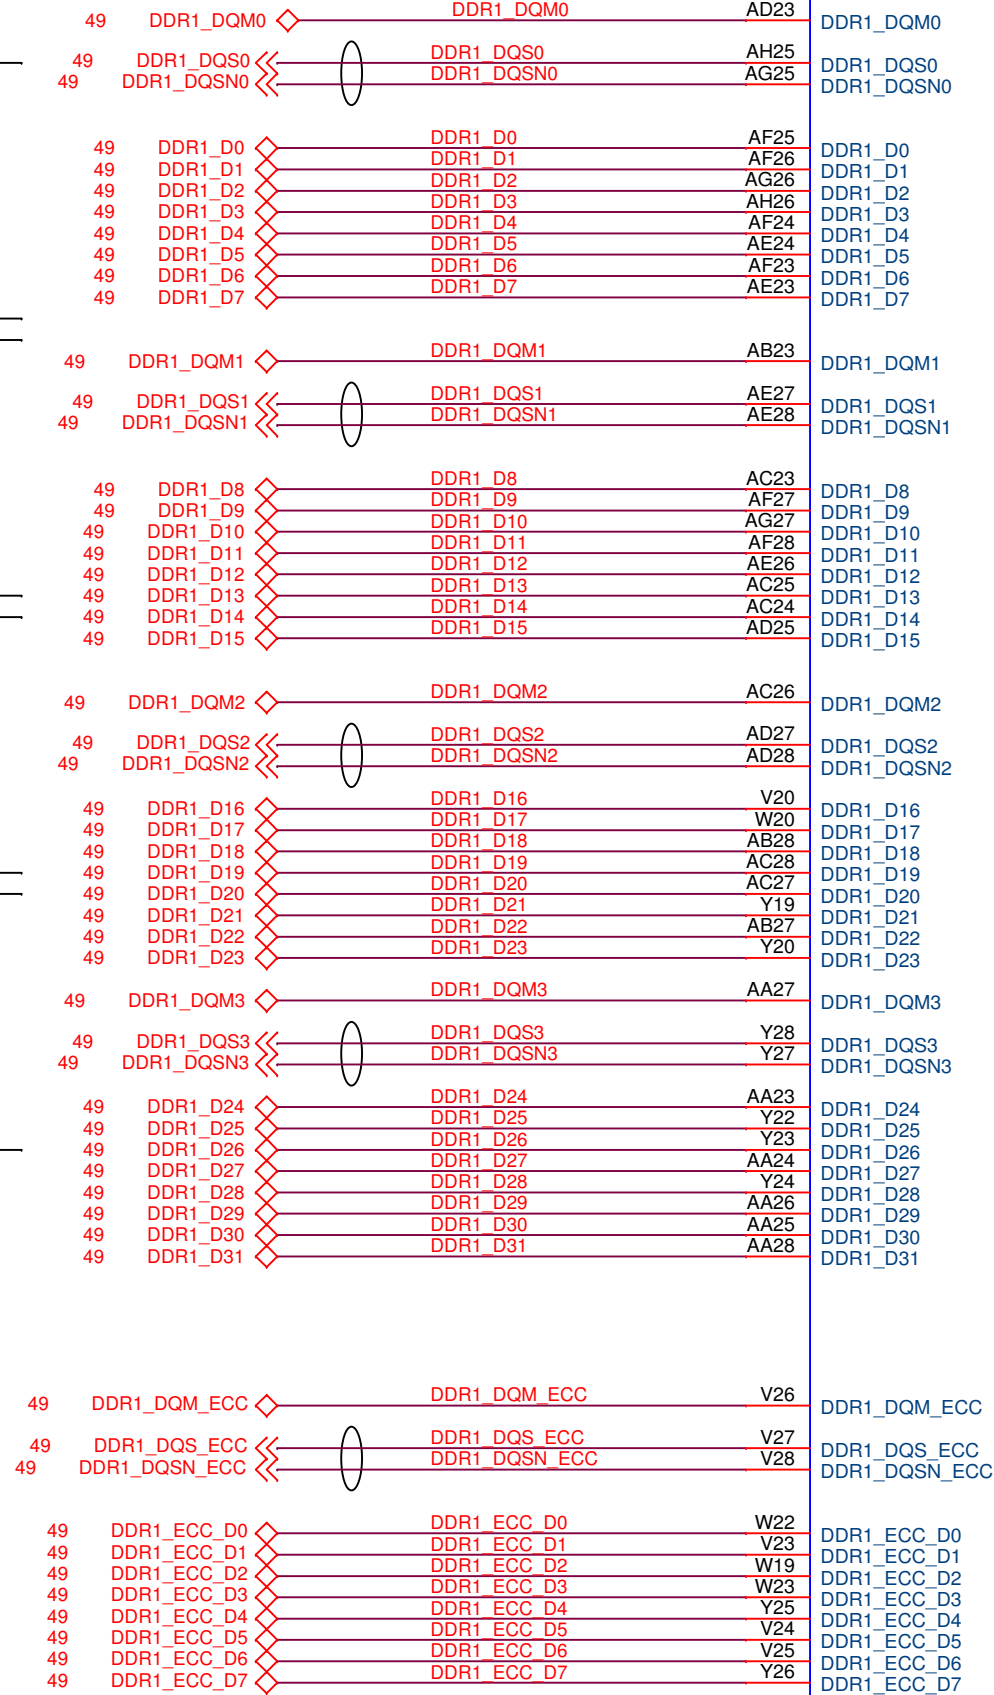 49 DDR1_DQM0 DDR1_DQM0 AD23 DDR1_DQM0
49 DDR1_DQS0 DDR1_DQS0 AH25 DDR1_DQS0
49 DDR1_DQSN0 DDR1_DQSN0 AG25 DDR1_DQSN0
49 DDR1_D0 DDR1_D0 AF25 DDR1_D0
49 DDR1_D1 DDR1_D1 AF26 DDR1_D1
49 DDR1_D2 DDR1_D2 AG26 DDR1_D2
49 DDR1_D3 DDR1_D3 AH26 DDR1_D3
49 DDR1_D4 DDR1_D4 AF24 DDR1_D4
49 DDR1_D5 DDR1_D5 AE24 DDR1_D5
49 DDR1_D6 DDR1_D6 AF23 DDR1_D6
49 DDR1_D7 DDR1_D7 AE23 DDR1_D7
49 DDR1_DQM1 DDR1_DQM1 AB23 DDR1_DQM1
49 DDR1_DQS1 DDR1_DQS1 AE27 DDR1_DQS1
49 DDR1_DQSN1 DDR1_DQSN1 AE28 DDR1_DQSN1
49 DDR1_D8 DDR1_D8 AC23 DDR1_D8
49 DDR1_D9 DDR1_D9 AF27 DDR1_D9
49 DDR1_D10 DDR1_D10 AG27 DDR1_D10
49 DDR1_D11 DDR1_D11 AF28 DDR1_D11
49 DDR1_D12 DDR1_D12 AE26 DDR1_D12
49 DDR1_D13 DDR1_D13 AC25 DDR1_D13
49 DDR1_D14 DDR1_D14 AC24 DDR1_D14
49 DDR1_D15 DDR1_D15 AD25 DDR1_D15
49 DDR1_DQM2 DDR1_DQM2 AC26 DDR1_DQM2
49 DDR1_DQS2 DDR1_DQS2 AD27 DDR1_DQS2
49 DDR1_DQSN2 DDR1_DQSN2 AD28 DDR1_DQSN2
49 DDR1_D16 DDR1_D16 V20 DDR1_D16
49 DDR1_D17 DDR1_D17 W20 DDR1_D17
49 DDR1_D18 DDR1_D18 AB28 DDR1_D18
49 DDR1_D19 DDR1_D19 AC28 DDR1_D19
49 DDR1_D20 DDR1_D20 AC27 DDR1_D20
49 DDR1_D21 DDR1_D21 Y19 DDR1_D21
49 DDR1_D22 DDR1_D22 AB27 DDR1_D22
49 DDR1_D23 DDR1_D23 Y20 DDR1_D23
49 DDR1_DQM3 DDR1_DQM3 AA27 DDR1_DQM3
49 DDR1_DQS3 DDR1_DQS3 Y28 DDR1_DQS3
49 DDR1_DQSN3 DDR1_DQSN3 Y27 DDR1_DQSN3
49 DDR1_D24 DDR1_D24 AA23 DDR1_D24
49 DDR1_D25 DDR1_D25 Y22 DDR1_D25
49 DDR1_D26 DDR1_D26 Y23 DDR1_D26
49 DDR1_D27 DDR1_D27 AA24 DDR1_D27
49 DDR1_D28 DDR1_D28 Y24 DDR1_D28
49 DDR1_D29 DDR1_D29 AA26 DDR1_D29
49 DDR1_D30 DDR1_D30 AA25 DDR1_D30
49 DDR1_D31 DDR1_D31 AA28 DDR1_D31
49 DDR1_DQM_ECC DDR1_DQM_ECC V26 DDR1_DQM_ECC
49 DDR1_DQS_ECC DDR1_DQS_ECC V27 DDR1_DQS_ECC
49 DDR1_DQSN_ECC DDR1_DQSN_ECC V28 DDR1_DQSN_ECC
49 DDR1_ECC_D0 DDR1_ECC_D0 W22 DDR1_ECC_D0
49 DDR1_ECC_D1 DDR1_ECC_D1 V23 DDR1_ECC_D1
49 DDR1_ECC_D2 DDR1_ECC_D2 W19 DDR1_ECC_D2
49 DDR1_ECC_D3 DDR1_ECC_D3 W23 DDR1_ECC_D3
49 DDR1_ECC_D4 DDR1_ECC_D4 Y25 DDR1_ECC_D4
49 DDR1_ECC_D5 DDR1_ECC_D5 V24 DDR1_ECC_D5
49 DDR1_ECC_D6 DDR1_ECC_D6 V25 DDR1_ECC_D6
49 DDR1_ECC_D7 DDR1_ECC_D7 Y26 DDR1_ECC_D7